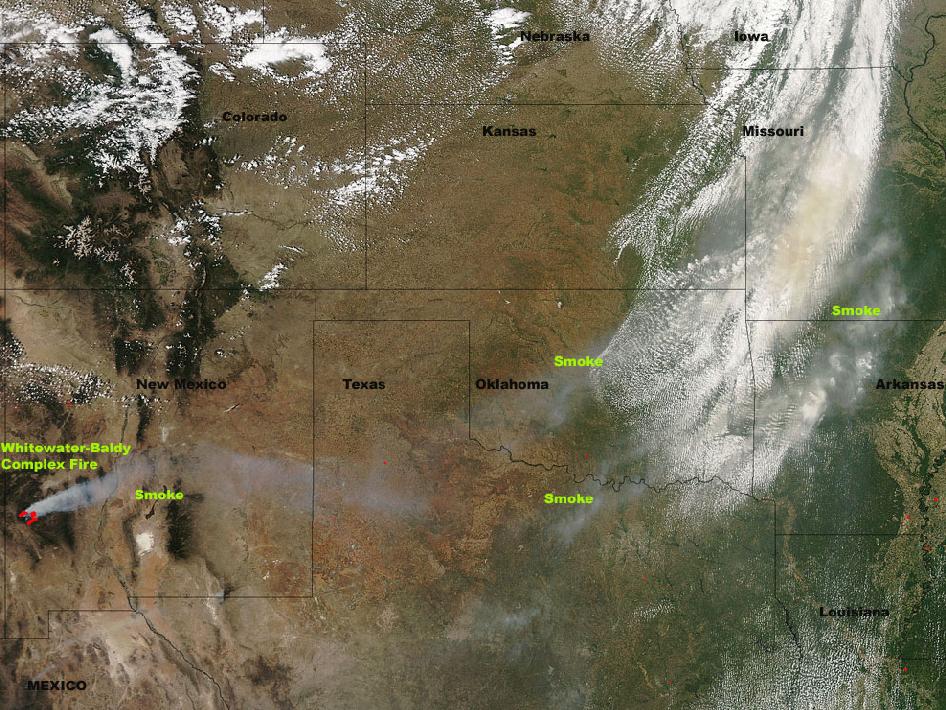 Nebraska
Iowa
Colorado
Kansas
Missouri
Smoke
Smoke
New Mexico
Texas
Oklahoma
Arkansas
Whitewater-Baldy
Complex Fire
Smoke
Smoke
Louisiana
MEXICO